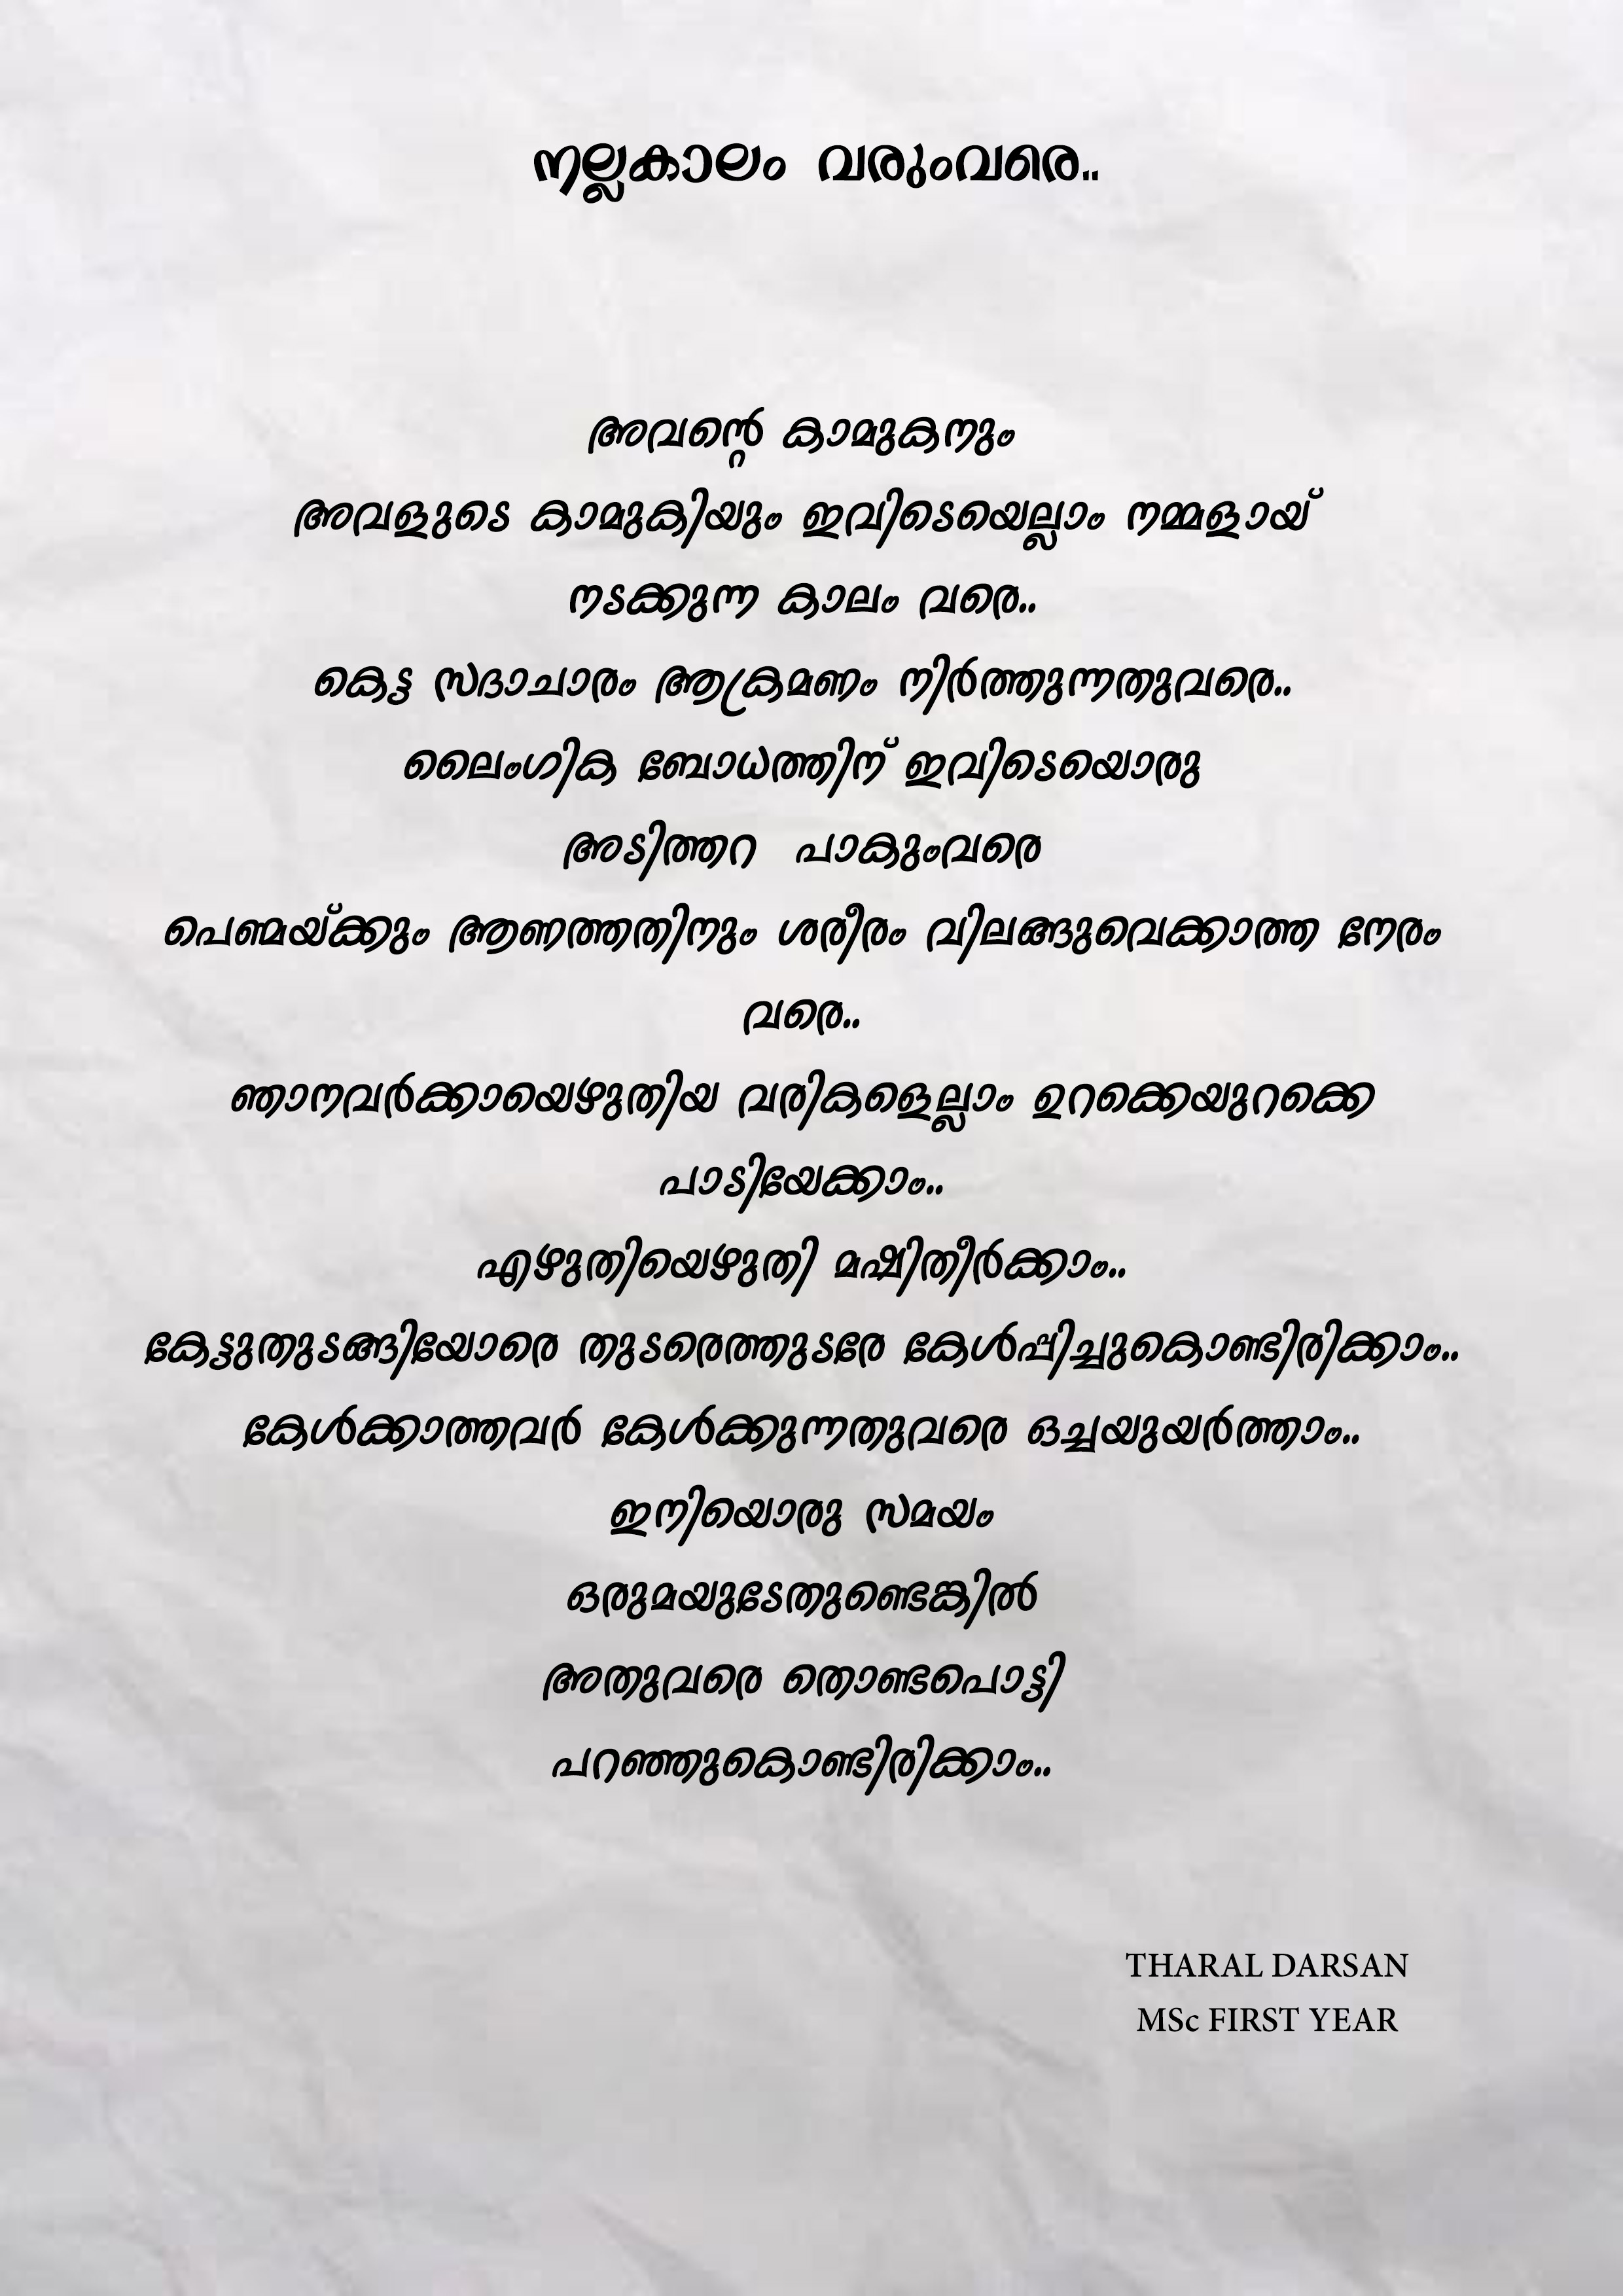 നല്ലകാലം വരുംവരെ..
അവന്റെ കാമുകനും
അവളുടെ കാമുകിയും ഇവിടെയെല്ലാം നമ്മളായ്
നടക്കുന്ന കാലം വരെ..
കെട്ട സദാചാരം ആക്രമണം നിർത്തുന്നതുവരെ..
ലൈംഗിക ബോധത്തിന് ഇവിടെയൊരു
അടിത്തറ പാകുംവരെ
പെണ്മയ്ക്കും ആണത്തതിനും ശരീരം വിലങ്ങുവെക്കാത്ത നേരം
വരെ..
ഞാനവർക്കായെഴുതിയ വരികളെല്ലാം ഉറക്കെയുറക്കെ
പാടിയേക്കാം..
എഴുതിയെഴുതി മഷിതീർക്കാം..
കേട്ടുതുടങ്ങിയോരെ തുടരെത്തുടരേ കേൾപ്പിച്ചുകൊണ്ടിരിക്കാം..
കേൾക്കാത്തവർ കേൾക്കുന്നതുവരെ ഒച്ചയുയർത്താം..
ഇനിയൊരു സമയം
ഒരുമയുടേതുണ്ടെങ്കിൽ
അതുവരെ തൊണ്ടപൊട്ടി
പറഞ്ഞുകൊണ്ടിരിക്കാം..
THARAL DARSAN
MSc FIRST YEAR